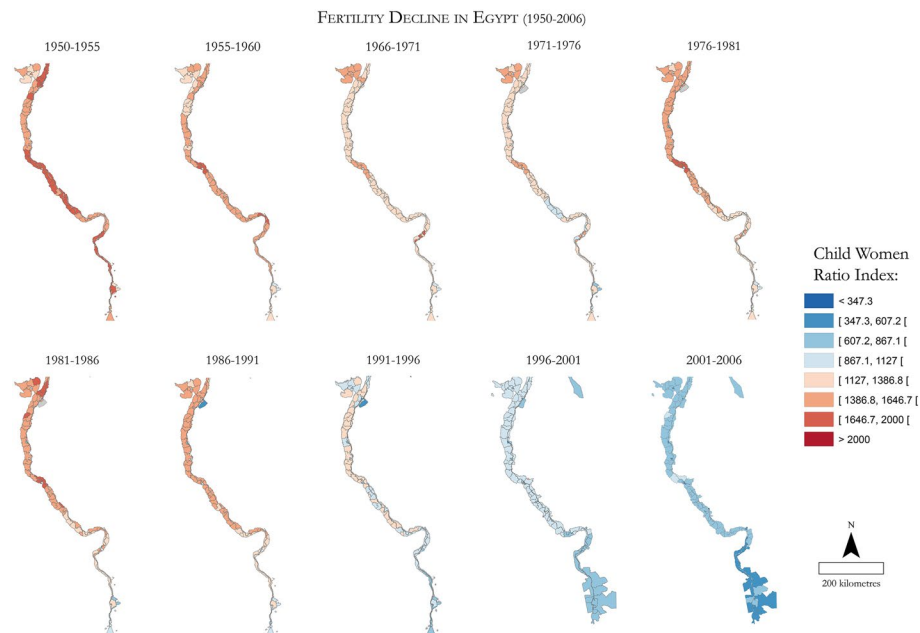 Fertility Decline in Egypt (1950-2006)
1950-1955
1955-1960
1966-1971
1971-1976
1976-1981
Child Women
Ratio Index:
< 347.3
[ 347.3, 607.2 [
[ 607.2, 867.1 [
[ 867.1, 1127 [
[ 1127, 1386.8 [
[ 1386.8, 1646.7 [
[ 1646.7, 2000 [
> 2000
1981-1986
1986-1991
1991-1996
1996-2001
2001-2006
N
200 kilometres